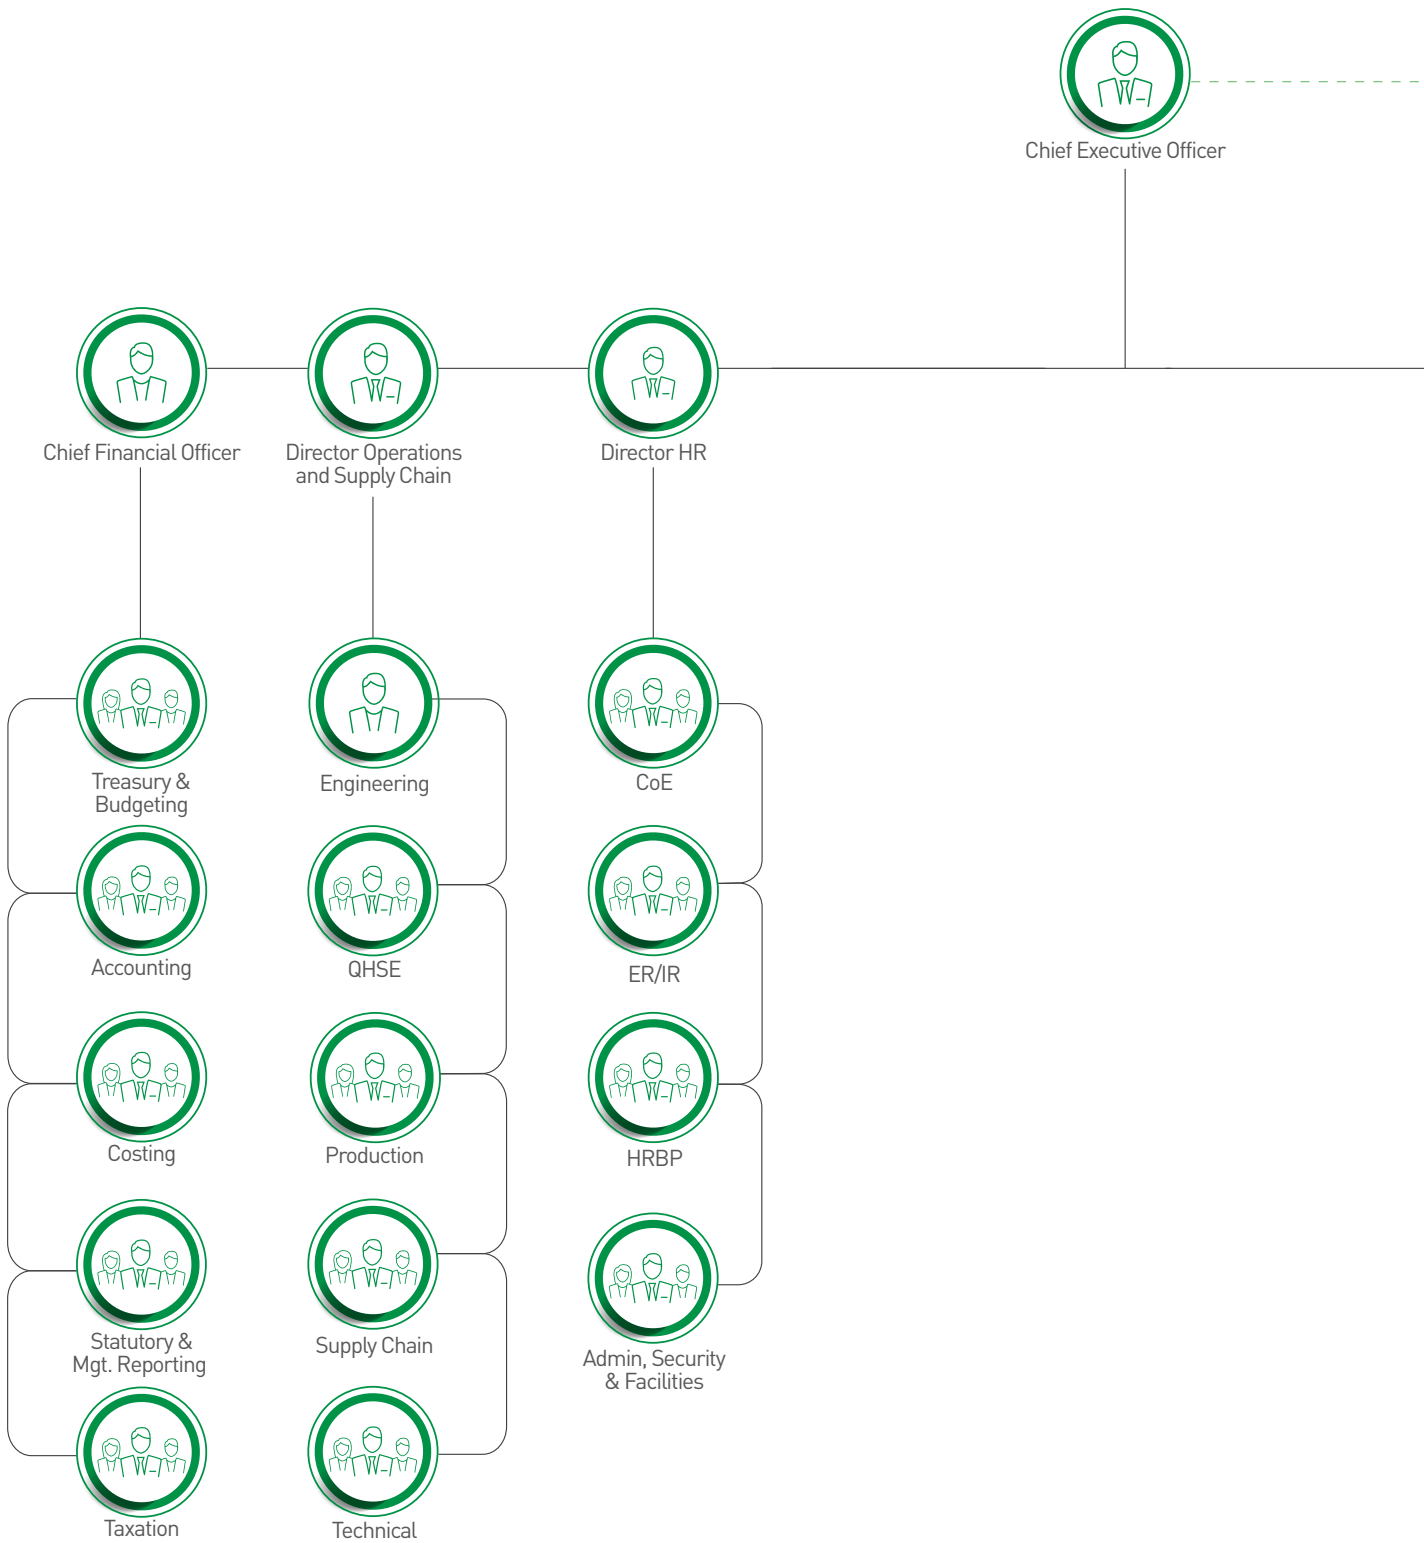 Chief Executive Officer
Chief Financial Officer
Director Operations
and Supply Chain
Director HR
Treasury &
Budgeting
Engineering
CoE
Accounting
QHSE
ER/IR
Costing
Production
HRBP
Statutory &
Mgt. Reporting
Supply Chain
Admin, Security
& Facilities
Taxation
Technical